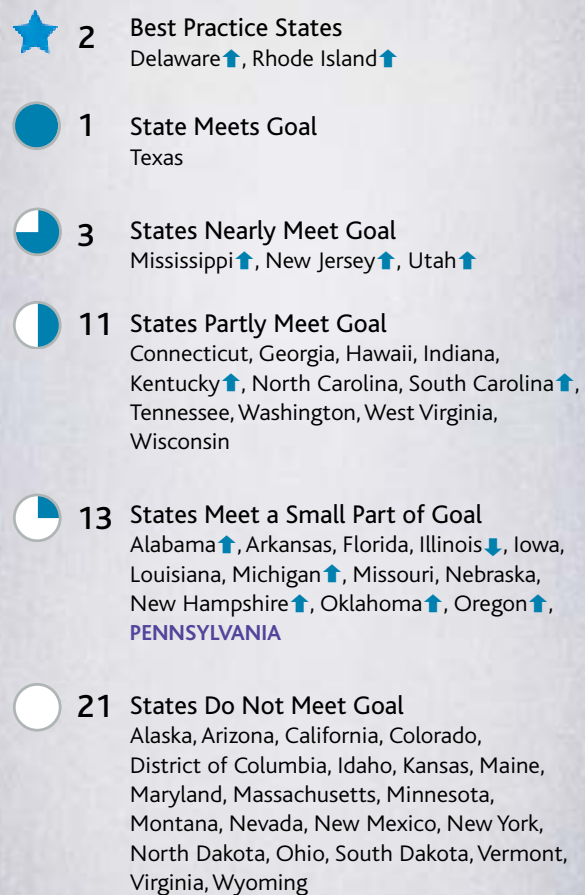 2 Best Practice States
Delaware⬆, Rhode Island⬆
1 State Meets Goal
Texas
3 States Nearly Meet Goal
Mississippi⬆, New Jersey⬆, Utah⬆
11 States Partly Meet Goal
Connecticut, Georgia, Hawaii, Indiana,
Kentucky⬆, North Carolina, South Carolina⬆,
Tennessee, Washington, West Virginia,
Wisconsin
13 States Meet a Small Part of Goal
Alabama⬆, Arkansas, Florida, Illinois⬇, Iowa,
Louisiana, Michigan⬆, Missouri, Nebraska,
New Hampshire⬆, Oklahoma⬆, Oregon⬆,
PENNSYLVANIA
21 States Do Not Meet Goal
Alaska, Arizona, California, Colorado,
District of Columbia, Idaho, Kansas, Maine,
Maryland, Massachusetts, Minnesota,
Montana, Nevada, New Mexico, New York,
North Dakota, Ohio, South Dakota, Vermont,
Virginia, Wyoming